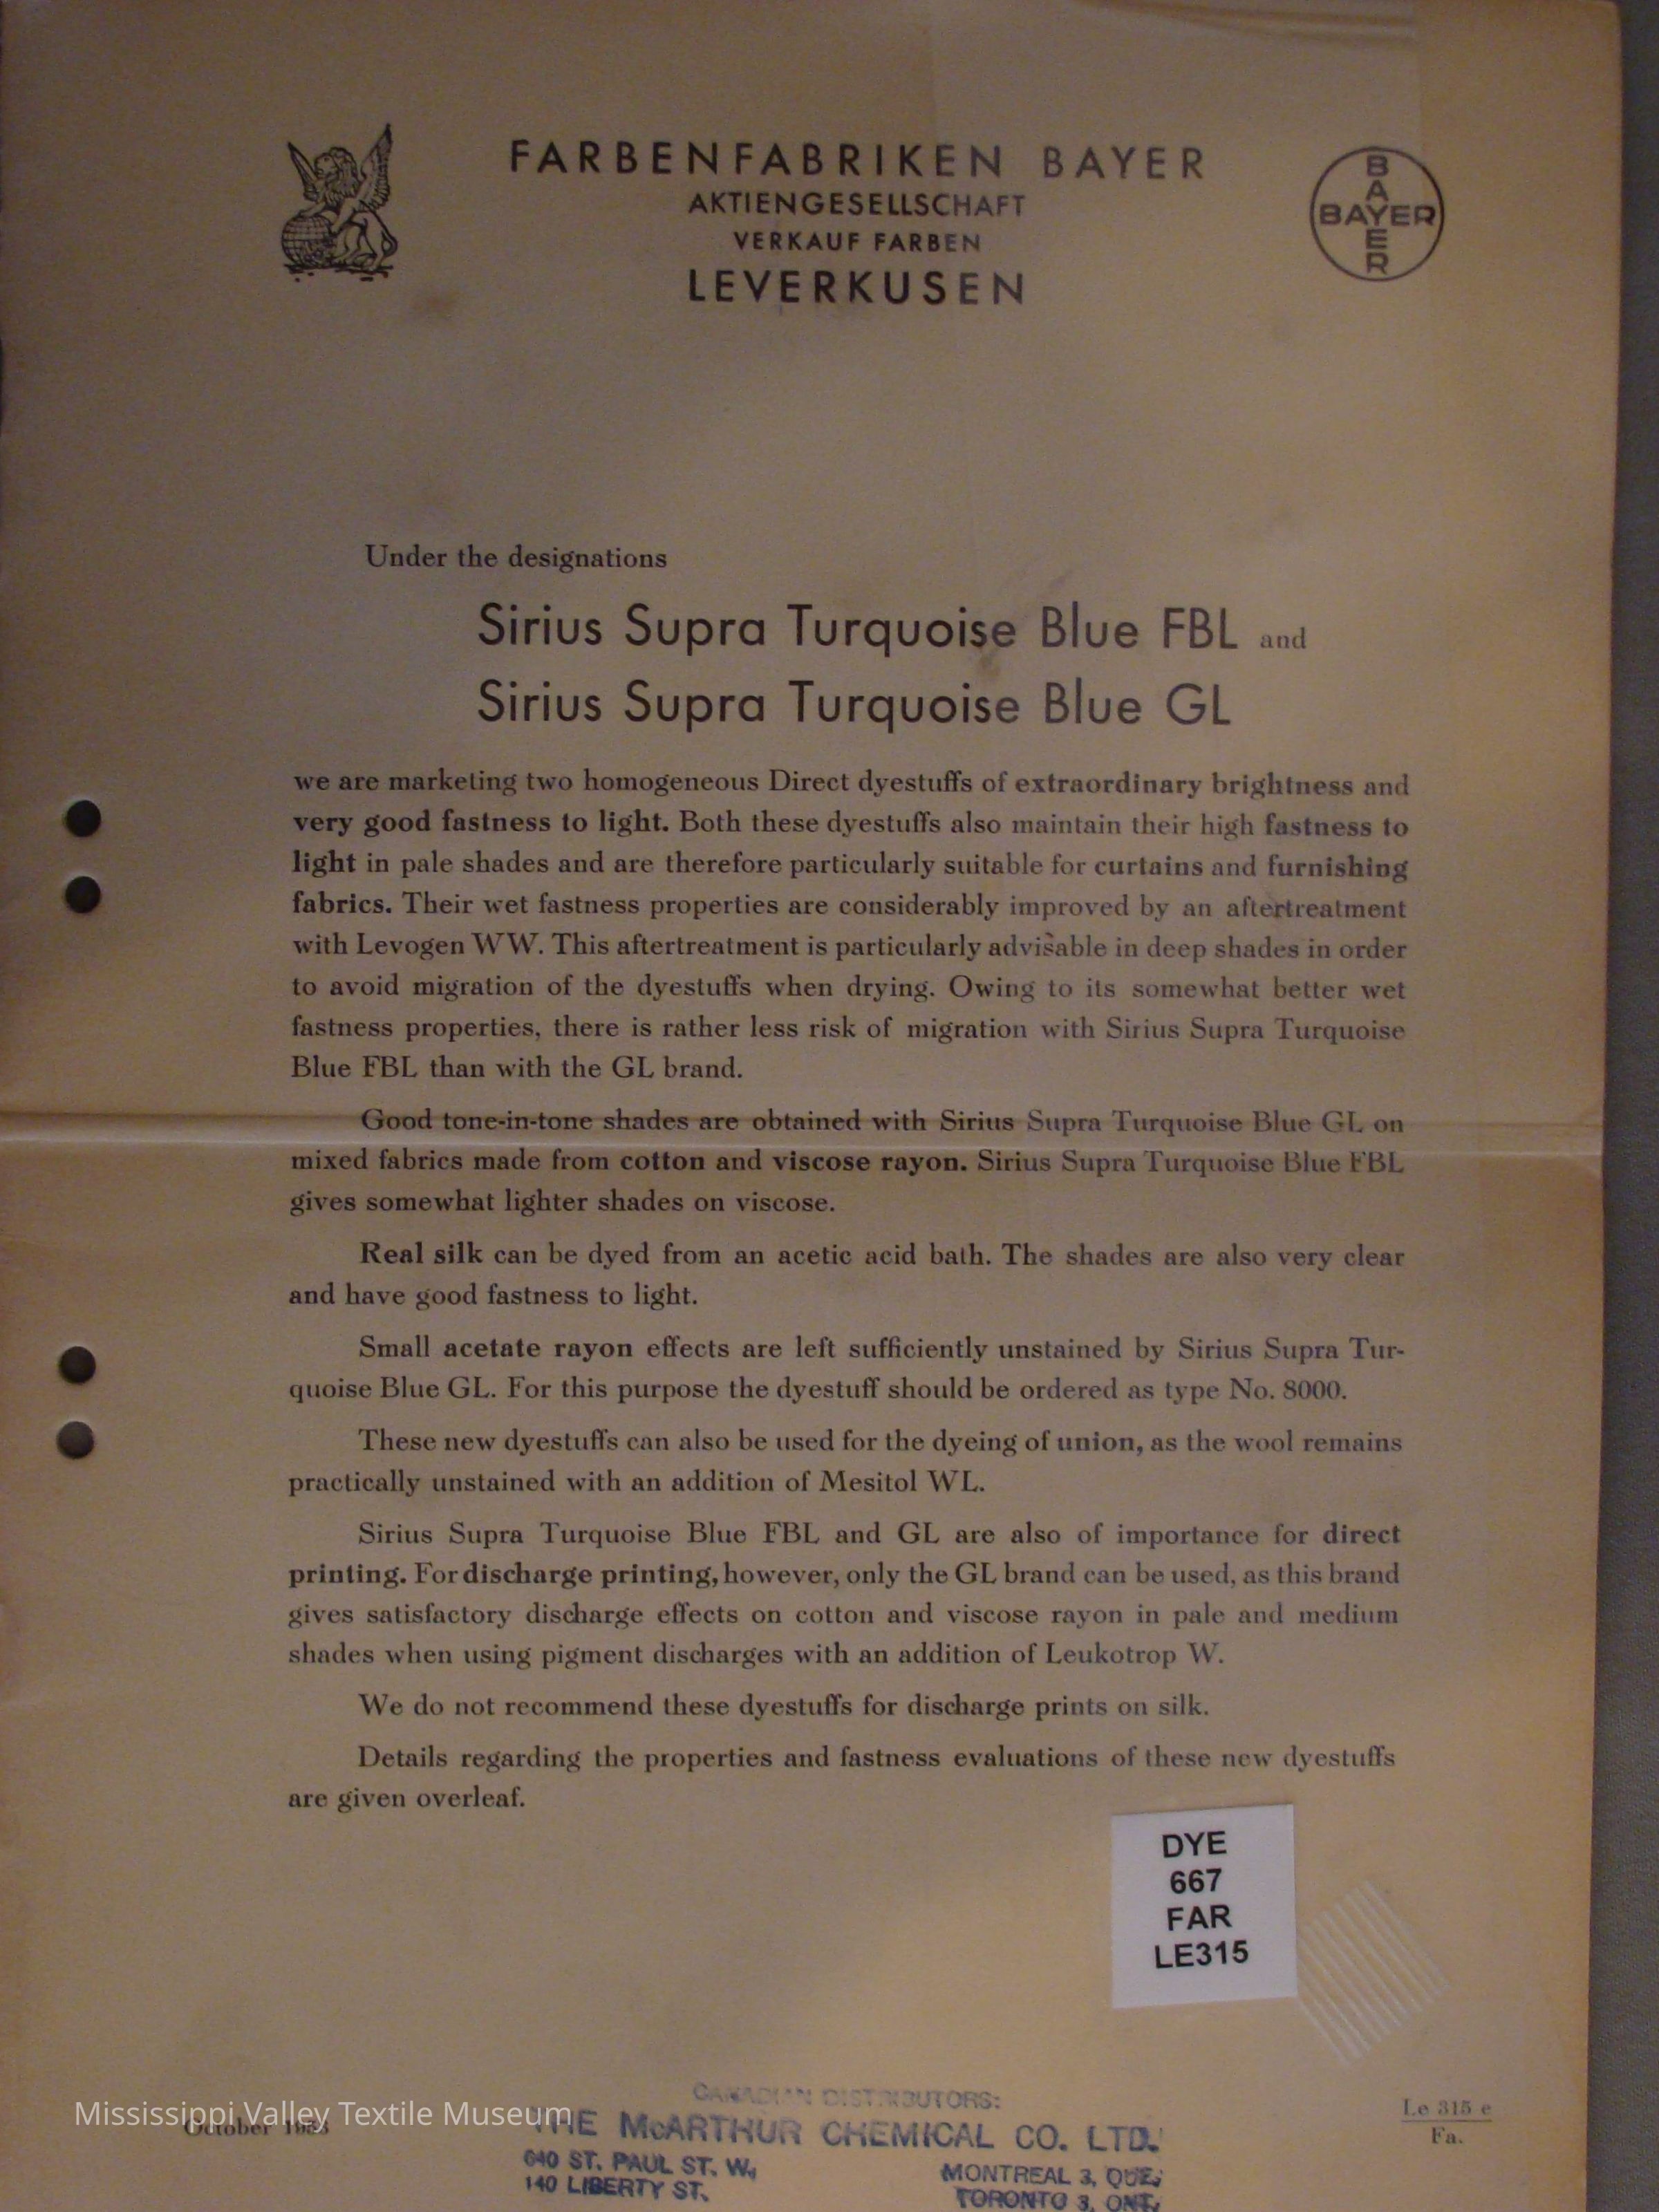 FARBENFABRIKEN BAYER
AKTIENGESELLSCHAFT
VERKAUF FARBEN
LEVERKUSEN
BAYER
BAYER
Under the designations
Sirius Supra Turquoise Blue FBL and
Sirius Supra Turquoise Blue GL
we are marketing two homogeneous Direct dyestuffs of extraordinary brightness and
very good fastness to light. Both these dyestuffs also maintain their high fastness to
light in pale shades and are therefore particularly suitable for curtains and furnishing
fabrics. Their wet fastness properties are considerably improved by an aftertreatment
with Levogen WW. This aftertreatment is particularly advisable in deep shades in order
to avoid migration of the dyestuffs when drying. Owing to its somewhat better wet
fastness properties, there is rather less risk of migration with Sirius Supra Turquoise
Blue FBL than with the GL brand.
Good tone-in-tone shades are obtained with Sirius Supra Turquoise Blue GL on
mixed fabrics made from cotton and viscose rayon. Sirius Supra Turquoise Blue FBL
gives somewhat lighter shades on viscose.
Real silk can be dyed from an acetic acid bath. The shades are also very clear
and have good fastness to light.
Small acetate rayon effects are left sufficiently unstained by Sirius Supra Tur-
quoise Blue GL. For this purpose the dyestuff should be ordered as type No. 8000.
These new dyestuffs can also be used for the dyeing of union, as the wool remains
practically unstained with an addition of Mesitol WL.
Sirius Supra Turquoise Blue FBL and GL are also of importance for direct
printing. For discharge printing, however, only the GL brand can be used, as this brand
gives satisfactory discharge effects on cotton and viscose rayon in pale and medium
shades when using pigment discharges with an addition of Leukotrop W.
We do not recommend these dyestuffs for discharge prints on silk.
Details regarding the properties and fastness evaluations of these new dyestuffs
are given overleaf.
DYE
667
FAR
LE315
CANADIAN DISTRIBUTORS:
Mississippi Valley Textile Museum
October
THE McARTHUR CHEMICAL CO. LTD.
640 ST. PAUL ST. W., MONTREAL 3, QUE.
140 LIBERTY ST. TORONTO 3, ONT.
Le 315 e
Fa.